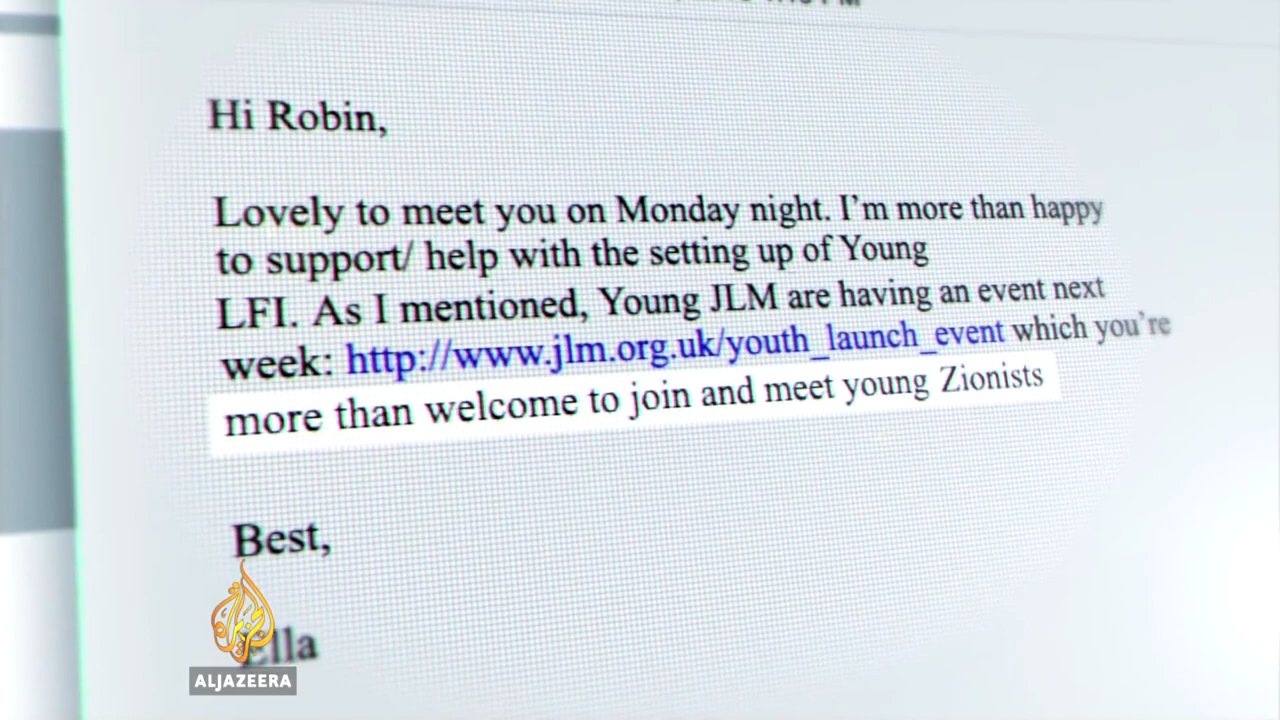 Hi Robin,
Lovely to meet you on Monday night. I'm more than happy
to support/ help with the setting up of Young
LFI. As I mentioned, Young JLM are having an event next
week: http://www.jlm.org.uk/youth_launch_event which you're
more than welcome to join and meet young Zionists
Best,
Ella
ALJAZEERA